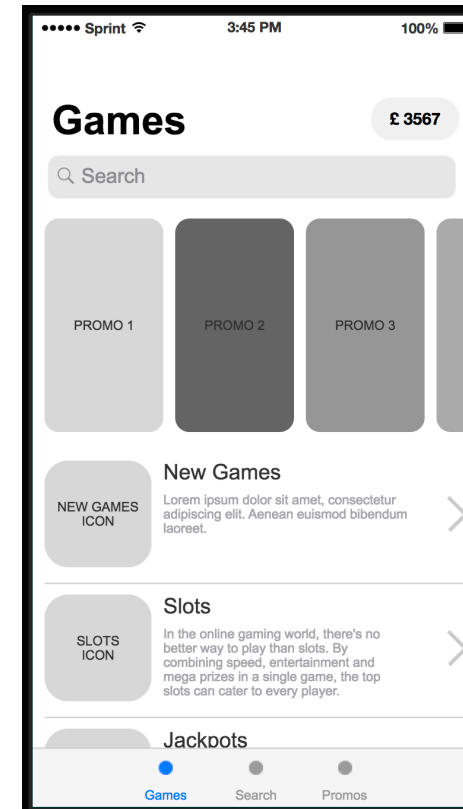 Sprint 3:45 PM 100%
Games
£ 3567
Search
PROMO 1 PROMO 2 PROMO 3
New Games
NEW GAMES
ICON
Lorem ipsum dolor sit amet, consectetur
adipiscing elit. Aenean euismod bibendum
laoreet.
Slots
SLOTS
ICON
In the online gaming world, there's no
better way to play than slots. By
combining speed, entertainment and
mega prizes in a single game, the top
slots can cater to every player.
Jackpots
Games Search Promos